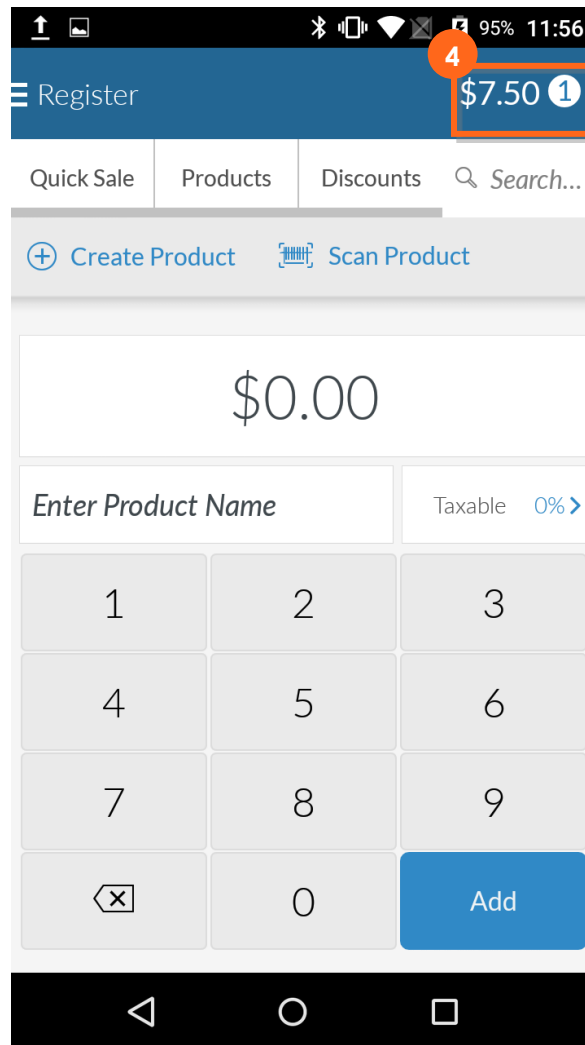 95% 11:56
4
Register $7.50 1
Quick Sale Products Discounts Search...
Create Product Scan Product
$0.00
Enter Product Name Taxable 0%
1 2 3
4 5 6
7 8 9
0 Add